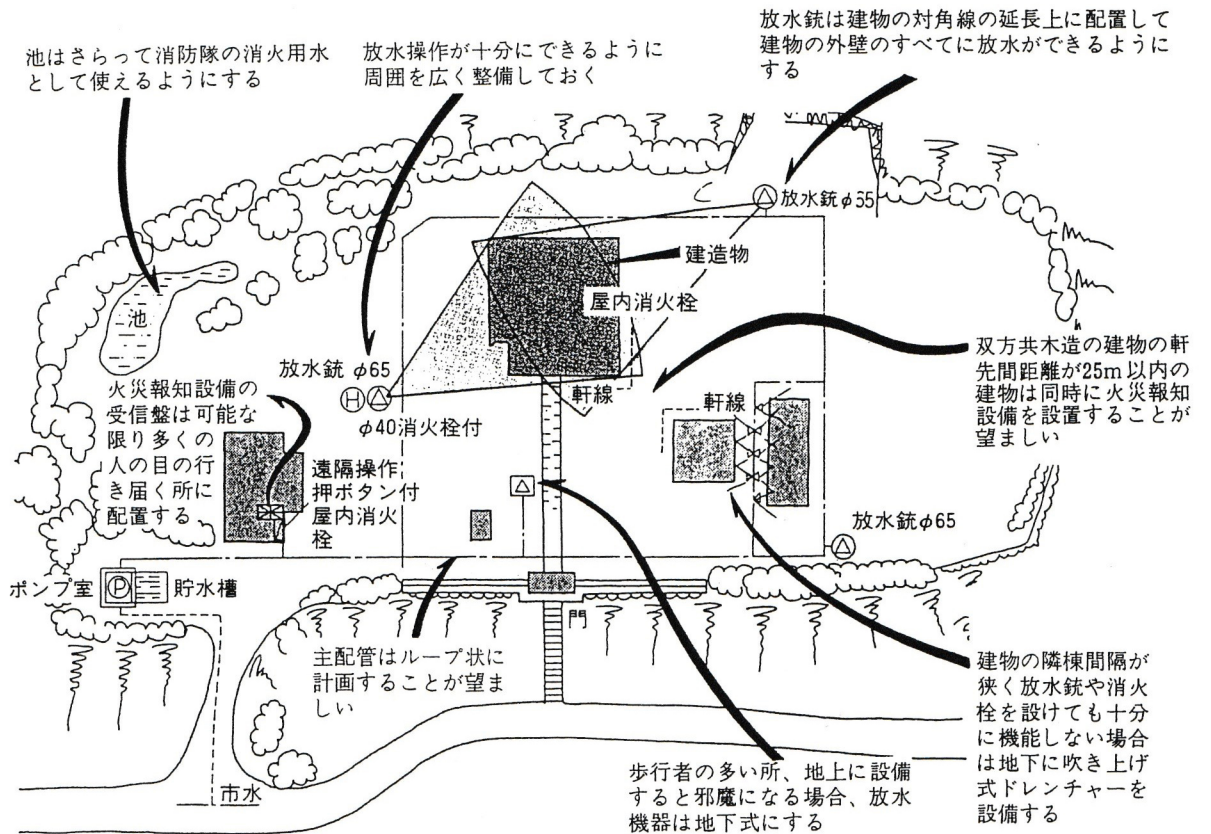 放水銃は建物の対角線の延長上に配置して
建物の外壁のすべてに放水ができるように
する
池はさらって消防隊の消火用水
として使えるようにする
放水操作が十分にできるように
周囲を広く整備しておく
放水銃φ55
建造物
屋内消火栓
池
放水銃 φ65
H
φ40消火栓付
軒線
軒線
双方共木造の建物の軒
先間距離が25m以内の
建物は同時に火災報知
設備を設置することが
望ましい
火災報知設備の
受信盤は可能な
限り多くの
人の目の行
き届く所に
配置する
遠隔操作
押ボタン付
屋内消火
栓
放水銃φ65
ポンプ室
P
貯水槽
門
主配管はループ状に
計画することが望ま
しい
建物の隣棟間隔が
狭く放水銃や消火
栓を設けても十分
に機能しない場合
は地下に吹き上げ
式ドレンチャーを
設備する
歩行者の多い所、地上に設備
すると邪魔になる場合、放水
機器は地下式にする
市水